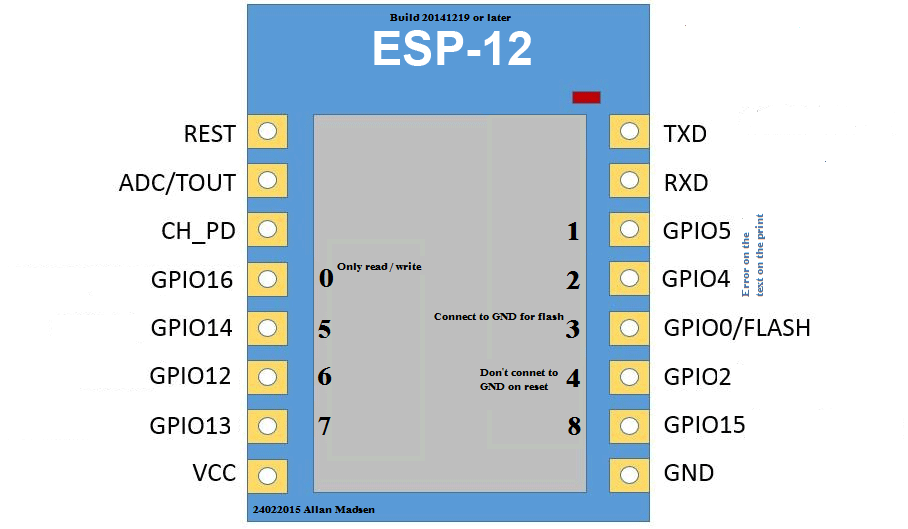 Build 20141219 or later
ESP-12
REST
TXD
ADC/TOUT
RXD
CH_PD
1
GPIO5
Error on the
text on the print
GPIO16
0
Only read / write
2
GPIO4
GPIO14
5
Connect to GND for flash
3
GPIO0/FLASH
GPIO12
6
Don't connet to
GND on reset
4
GPIO2
GPIO13
7
8
GPIO15
VCC
GND
24022015 Allan Madsen